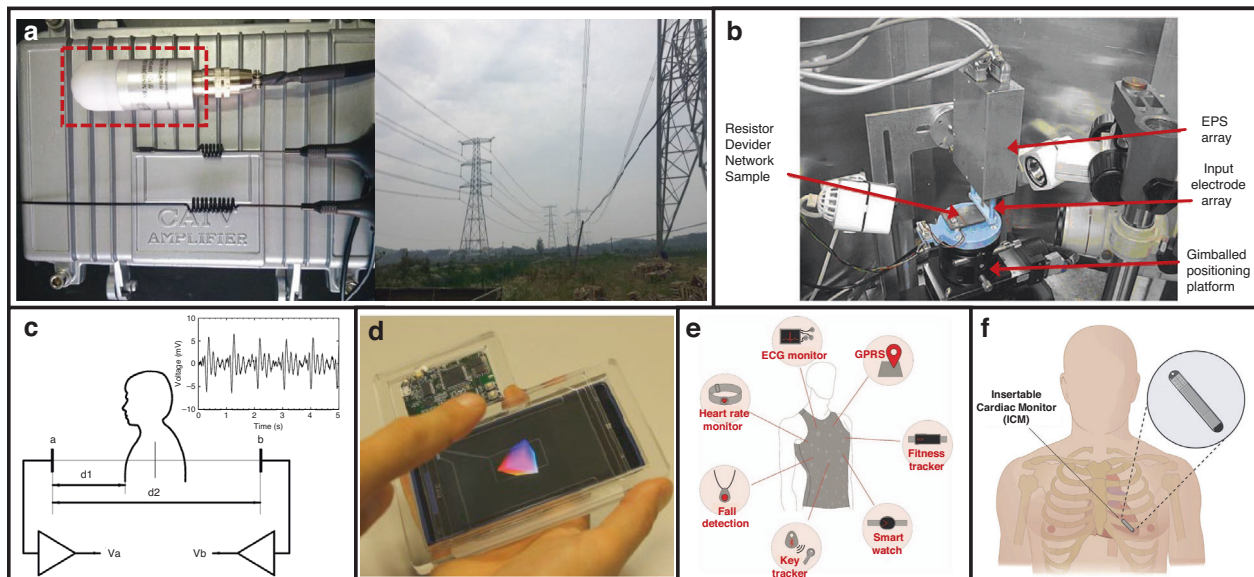 a
CAT
AMPLIFIER
b
Resistor
Devider
Network
Sample
EPS
array
Input
electrode
array
Gimballed
positioning
platform
c
10
5
0
−5
−10
Voltage (mV)
0 1 2 3 4 5
Time (s)
a
b
d1
d2
Va
Vb
d
e
ECG monitor
GPRS
Heart rate
monitor
Fitness
tracker
Fall
detection
Smart
watch
Key
tracker
f
Insertable
Cardiac Monitor
(ICM)